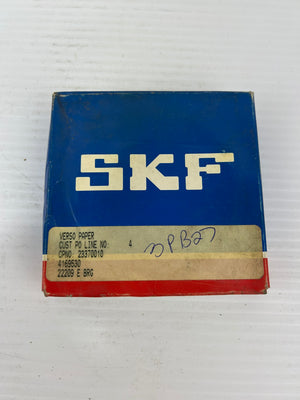 SKF
VERSO PAPER
CUST PO LINE NO: 4
CPNO: 23370010
4169530
22209 E BRG